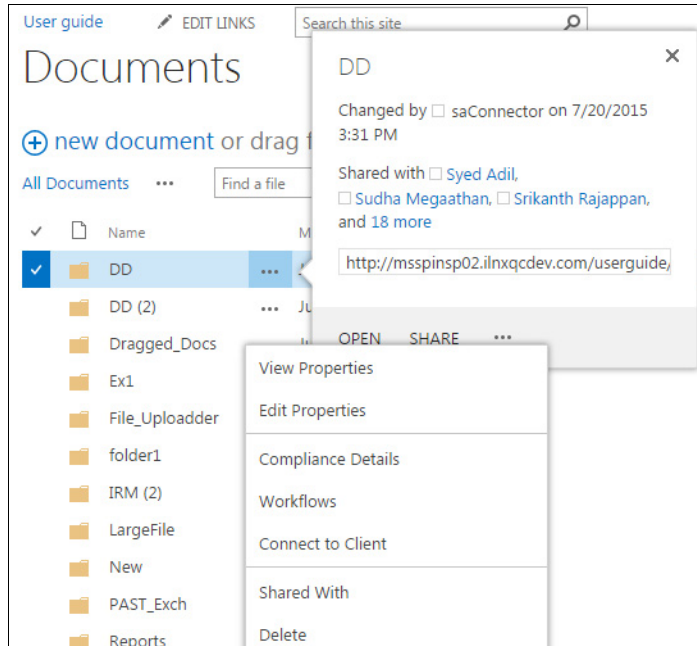 User guide
EDIT LINKS
Search this site
Documents
new document or drag f
All Documents ...
Find a file
Name
M
DD ...
DD (2) ... Ju
Dragged_Docs
Ex1
File_Uploadder
folder1
IRM (2)
LargeFile
New
PAST_Exch
Reports
DD
Changed by saConnector on 7/20/2015
3:31 PM
Shared with Syed Adil,
Sudha Megaathan, Srikanth Rajappan,
and 18 more
http://msspinsp02.ilnxqcdev.com/userguide/
OPEN SHARE ...
View Properties
Edit Properties
Compliance Details
Workflows
Connect to Client
Shared With
Delete